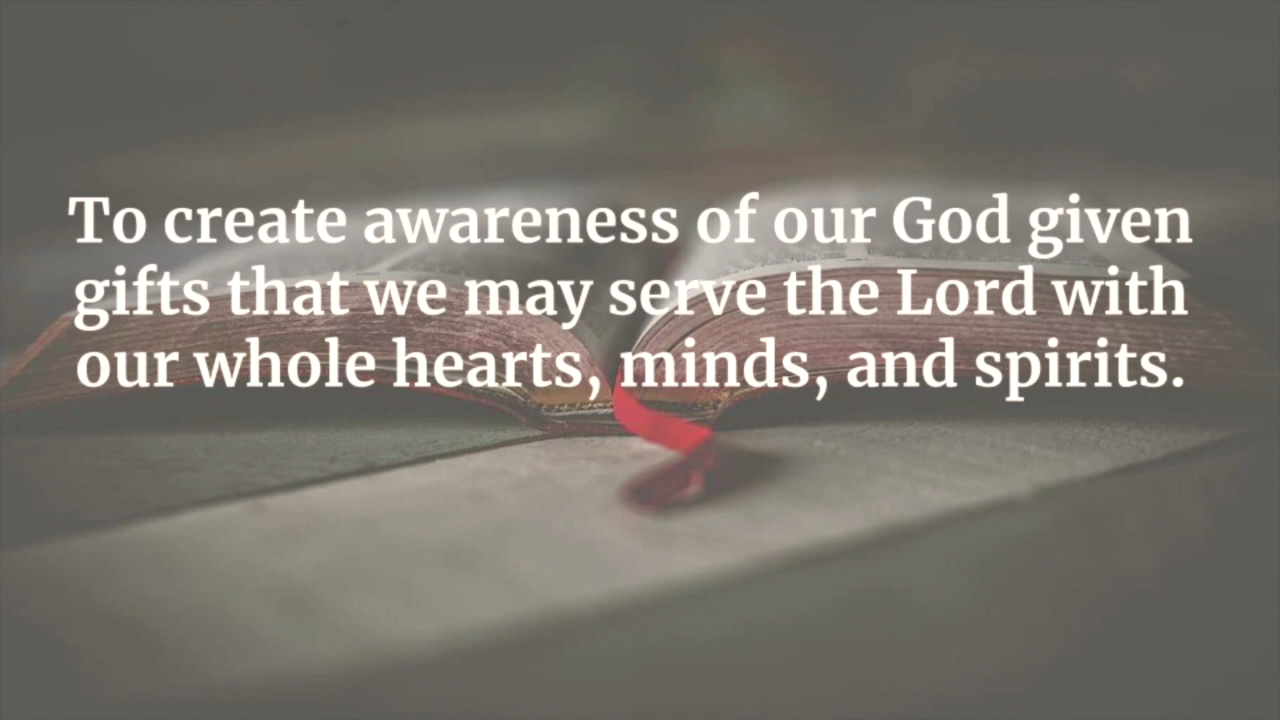 To create awareness of our God given
gifts that we may serve the Lord with
our whole hearts, minds, and spirits.